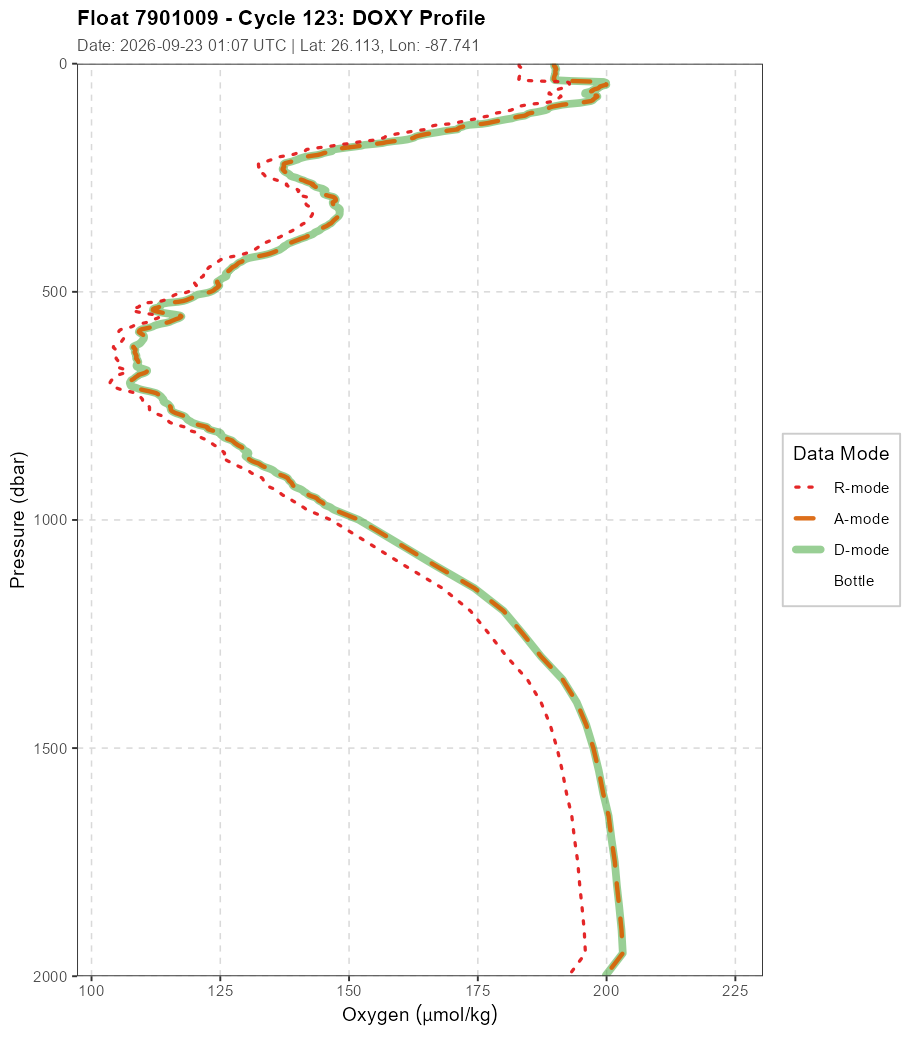 Float 7901009 - Cycle 123: DOXY Profile
Date: 2026-09-23 01:07 UTC | Lat: 26.113, Lon: -87.741
0
500
1000
1500
2000
Pressure (dbar)
100 125 150 175 200 225
Oxygen (µmol/kg)
Data Mode
R-mode
A-mode
D-mode
Bottle